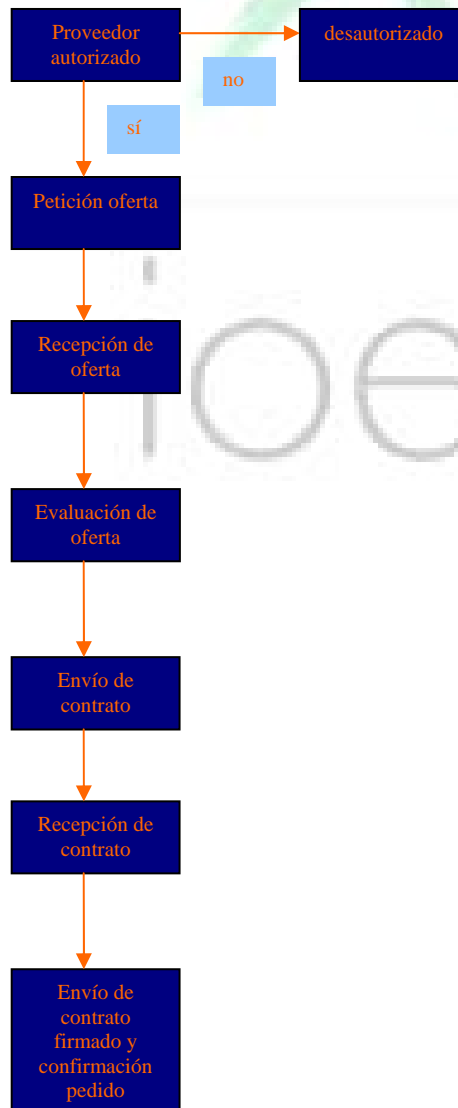 Proveedor
autorizado
desautorizado
no
sí
Petición oferta
Recepción de
oferta
Evaluación de
oferta
Envío de
contrato
Recepción de
contrato
Envío de
contrato
firmado y
confirmación
pedido